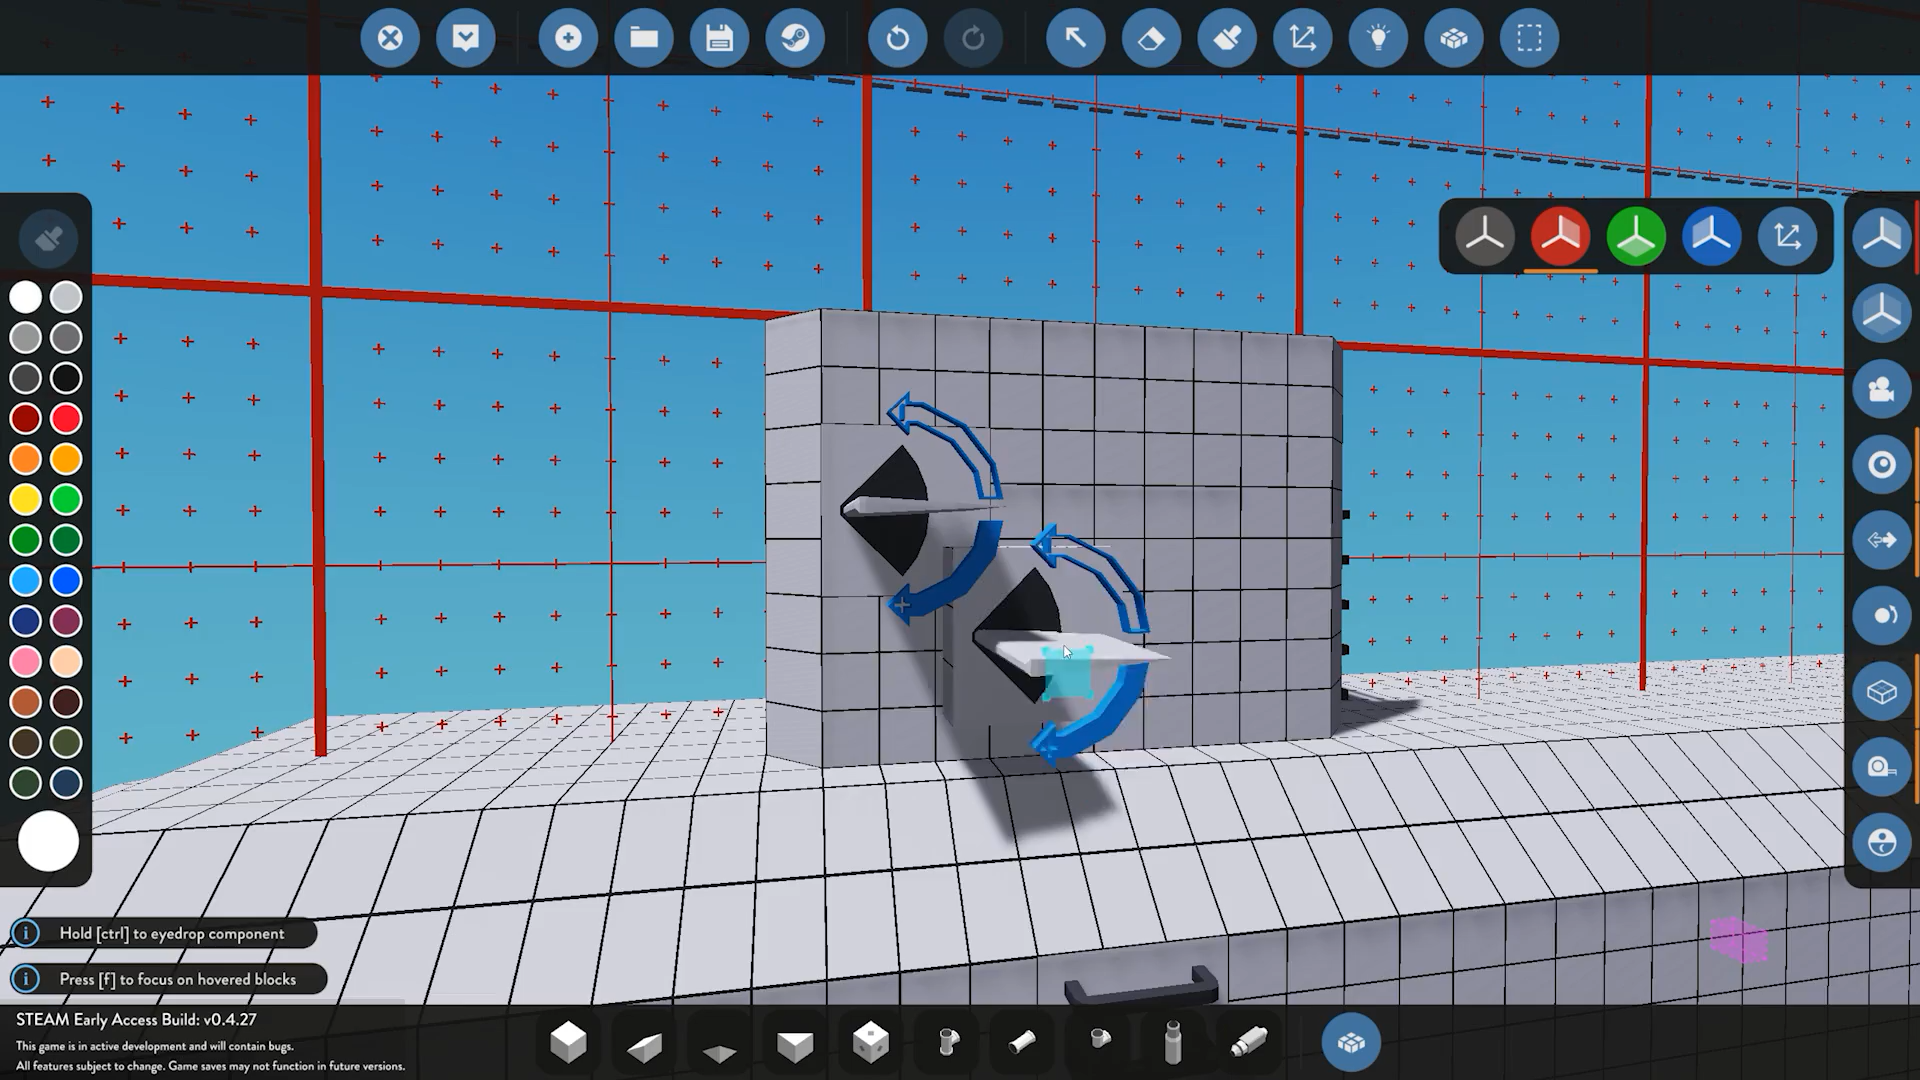 Hold [ctrl] to eyedrop component
Press [f] to focus on hovered blocks
STEAM Early Access Build: v0.4.27
This game is in active development and will contain bugs.
All features subject to change. Game saves may not function in future versions.